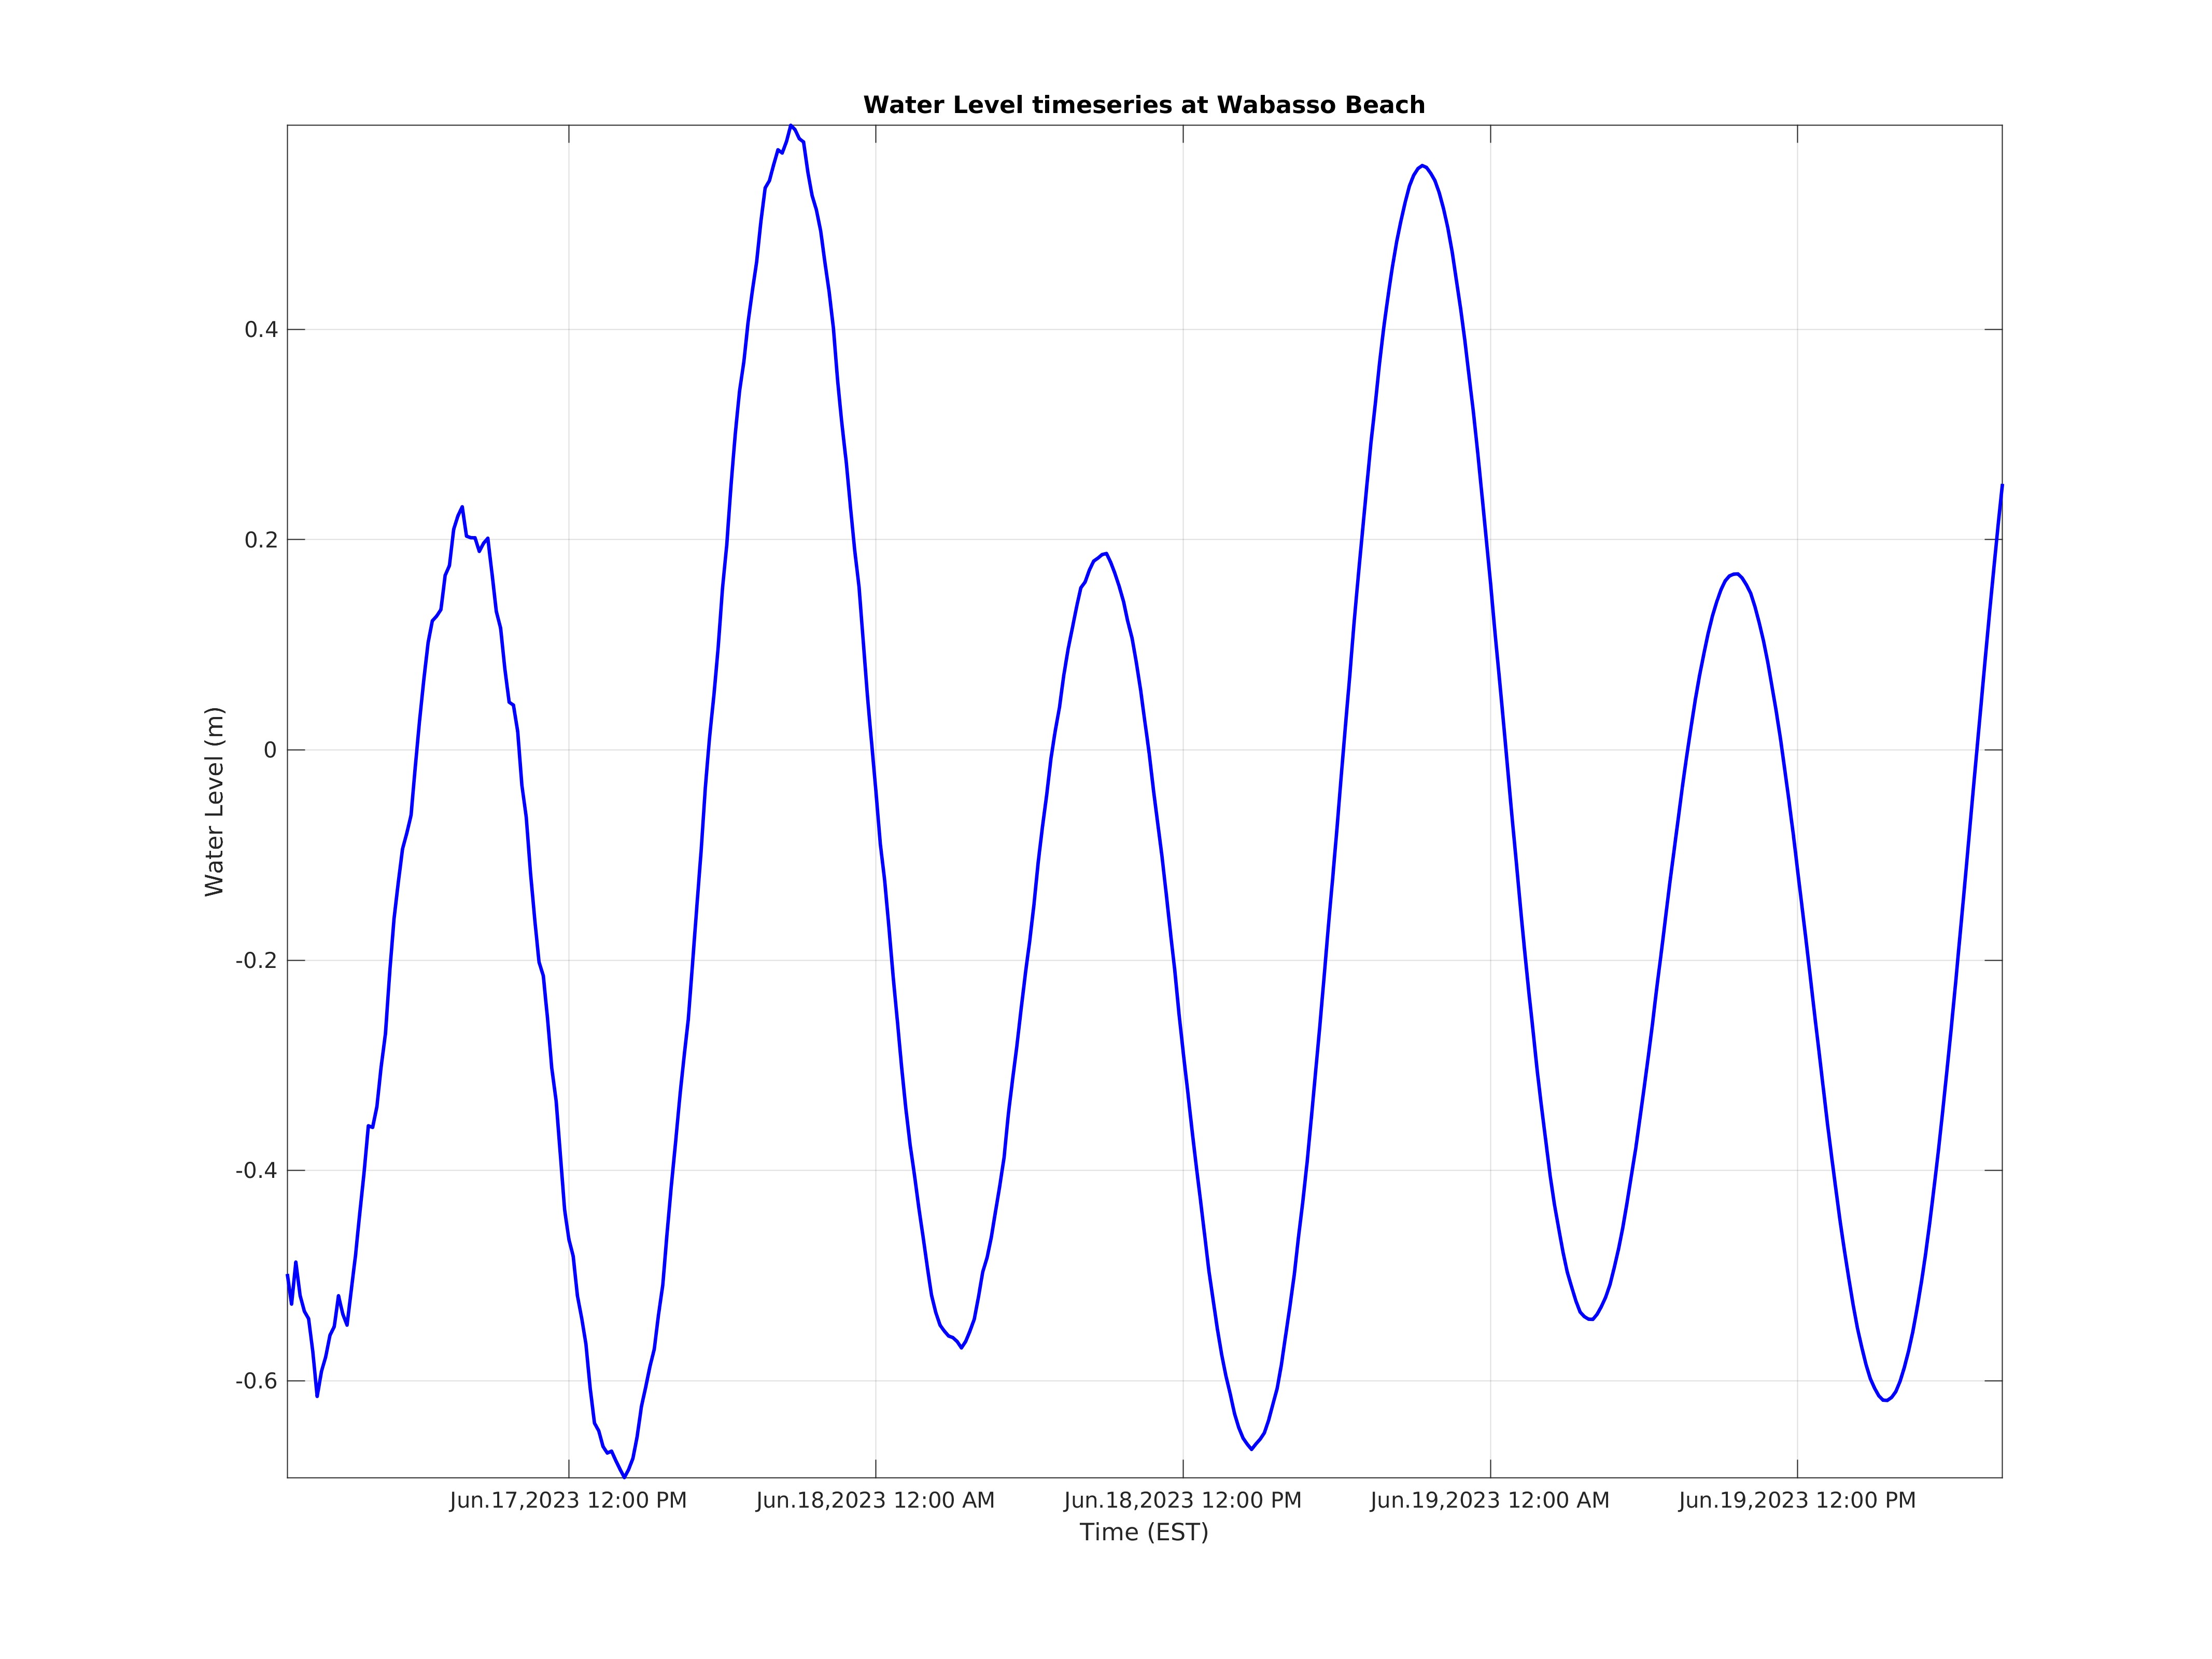 Water Level timeseries at Wabasso Beach
0.4
0.2
0
-0.2
-0.4
-0.6
Water Level (m)
Jun.17,2023 12:00 PM
Jun.18,2023 12:00 AM
Jun.18,2023 12:00 PM
Jun.19,2023 12:00 AM
Jun.19,2023 12:00 PM
Time (EST)